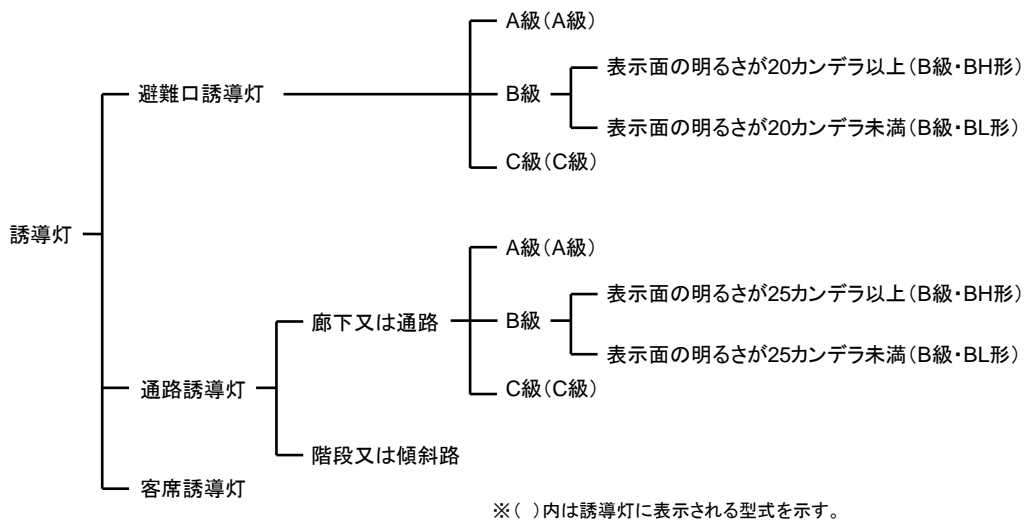 誘導灯
避難口誘導灯
A級（A級）
B級
表示面の明るさが20カンデラ以上（B級・BH形）
表示面の明るさが20カンデラ未満（B級・BL形）
C級（C級）
通路誘導灯
廊下又は通路
A級（A級）
B級
表示面の明るさが25カンデラ以上（B級・BH形）
表示面の明るさが25カンデラ未満（B級・BL形）
C級（C級）
階段又は傾斜路
客席誘導灯
※（ ）内は誘導灯に表示される型式を示す。